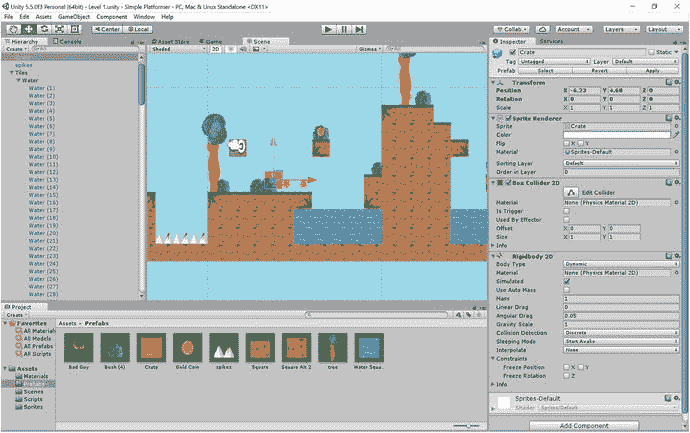 Unity 5.5.0f3 Personal (64bit) - Level 1.unity - Simple Platformer - PC, Mac & Linux Standalone <DX11>
File Edit Assets GameObject Component Window Help
Center Local
Collab Account Layers Layout
Hierarchy Console
Create
spikes
Tiles
Water
Water (1)
Water (2)
Water (3)
Water (4)
Water (5)
Water (6)
Water (7)
Water (8)
Water (9)
Water (10)
Water (11)
Water (12)
Water (13)
Water (14)
Water (15)
Water (16)
Water (17)
Water (18)
Water (19)
Water (20)
Water (21)
Water (22)
Water (23)
Water (24)
Water (25)
Water (26)
Water (27)
Water (28)
Asset Store Game Scene
Shaded 2D Gizmos
Inspector Services
Crate Static
Tag Untagged Layer Default
Prefab Select Revert Apply
Transform
Position X -6.23 Y 4.68 Z 0
Rotation X 0 Y 0 Z 0
Scale X 1 Y 1 Z 1
Sprite Renderer
Sprite Crate
Color
Flip X Y
Material Sprites-Default
Sorting Layer Default
Order in Layer 0
Box Collider 2D
Edit Collider
Material None (Physics Material 2D)
Is Trigger
Used By Effector
Offset X 0 Y 0
Size X 1 Y 1
Info
Rigidbody 2D
Body Type Dynamic
Material None (Physics Material 2D)
Simulated
Use Auto Mass
Mass 1
Linear Drag 0
Angular Drag 0.05
Gravity Scale 1
Collision Detection Discrete
Sleeping Mode Start Awake
Interpolate None
Constraints
Freeze Position X Y
Freeze Rotation Z
Info
Sprites-Default
Shader Sprites/Default
Add Component
Project
Create
Favorites
All Materials
All Models
All Prefabs
All Scripts
Assets
Materials
Prefabs
Scenes
Scripts
Sprites
Assets Prefabs
Bad Guy Bush (4) Crate Gold Coin spikes Square Square Alt 2 tree Water Squa...